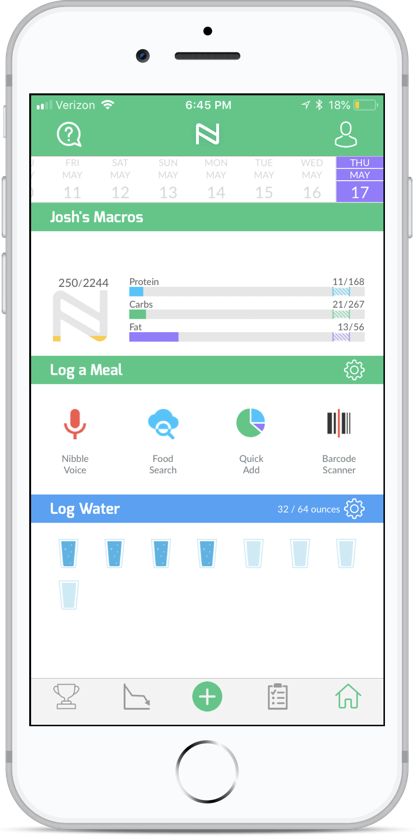 Verizon 6:45 PM 18%
FRI SAT SUN MON TUE WED THU
MAY MAY MAY MAY MAY MAY MAY
11 12 13 14 15 16 17
Josh's Macros
250/2244
Protein 11/168
Carbs 21/267
Fat 13/56
Log a Meal
Nibble Voice
Food Search
Quick Add
Barcode Scanner
Log Water 32 / 64 ounces